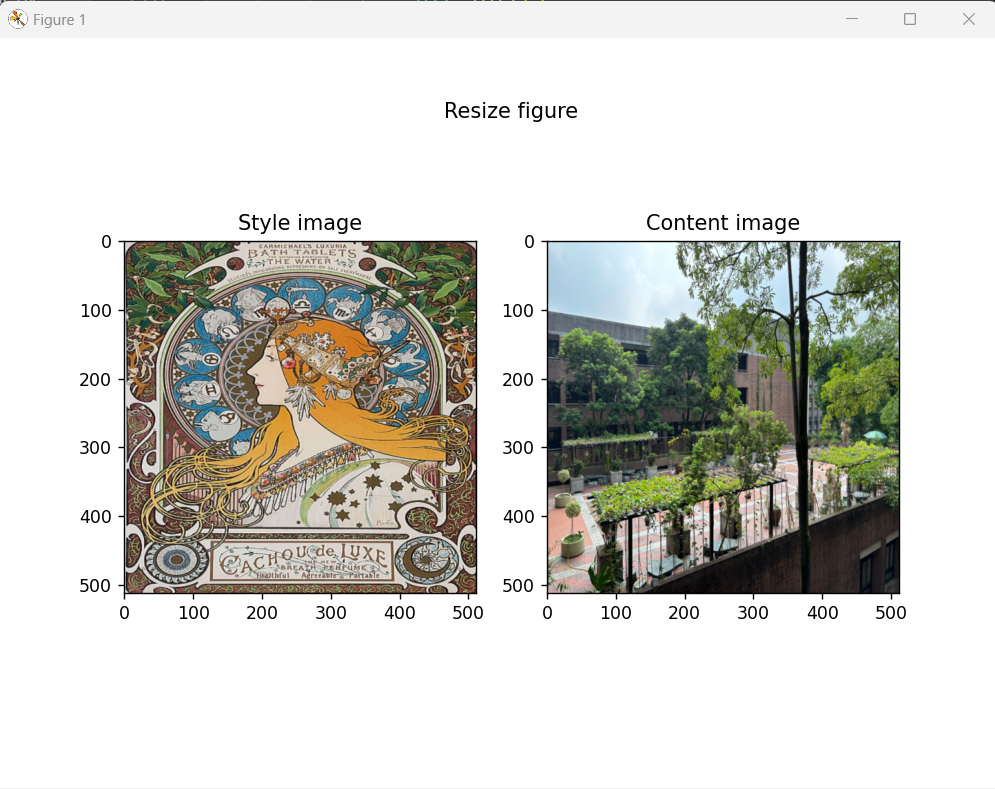 Figure 1
Resize figure
Style image
Content image
0
100
200
300
400
500
0
100
200
300
400
500
CARMICHAEL'S LUXURIA
BATH TABLETS
THE WATER
CACHOU de LUXE
THE NEW
BREATH PERFUME
Healthful Agreeable Portable
0
100
200
300
400
500
0
100
200
300
400
500